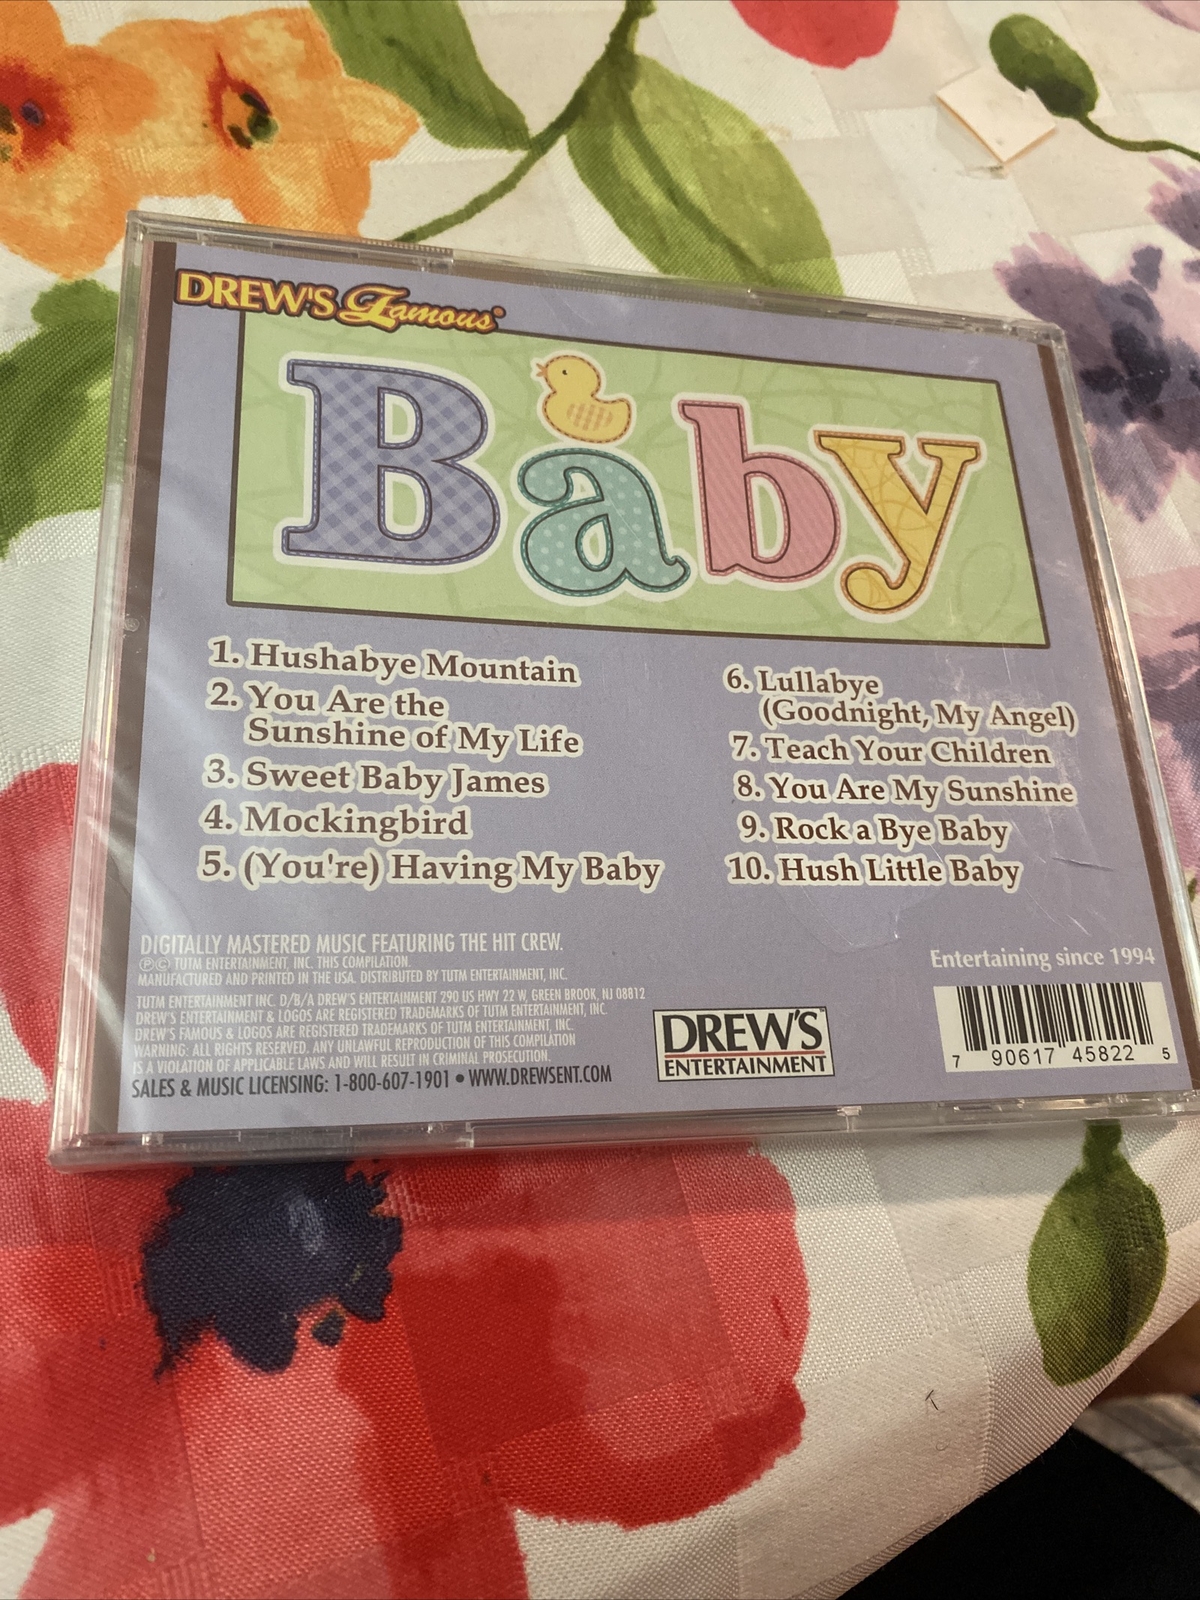 DREW'S Famous®
Baby
1. Hushabye Mountain
2. You Are the
Sunshine of My Life
3. Sweet Baby James
4. Mockingbird
5. (You're) Having My Baby
6. Lullabye
(Goodnight, My Angel)
7. Teach Your Children
8. You Are My Sunshine
9. Rock a Bye Baby
10. Hush Little Baby
DIGITALLY MASTERED MUSIC FEATURING THE HIT CREW.
℗© TUTM ENTERTAINMENT, INC. THIS COMPILATION.
MANUFACTURED AND PRINTED IN THE USA. DISTRIBUTED BY TUTM ENTERTAINMENT, INC.
TUTM ENTERTAINMENT INC. D/B/A DREW'S ENTERTAINMENT 290 US HWY 22 W, GREEN BROOK, NJ 08812
DREW'S ENTERTAINMENT & LOGOS ARE REGISTERED TRADEMARKS OF TUTM ENTERTAINMENT, INC.
DREW'S FAMOUS & LOGOS ARE REGISTERED TRADEMARKS OF TUTM ENTERTAINMENT, INC.
WARNING: ALL RIGHTS RESERVED. ANY UNLAWFUL REPRODUCTION OF THIS COMPILATION
IS A VIOLATION OF APPLICABLE LAWS AND WILL RESULT IN CRIMINAL PROSECUTION.
SALES & MUSIC LICENSING: 1-800-607-1901 • WWW.DREWSENT.COM
DREW'S™
ENTERTAINMENT
Entertaining since 1994
7 90617 45822 5